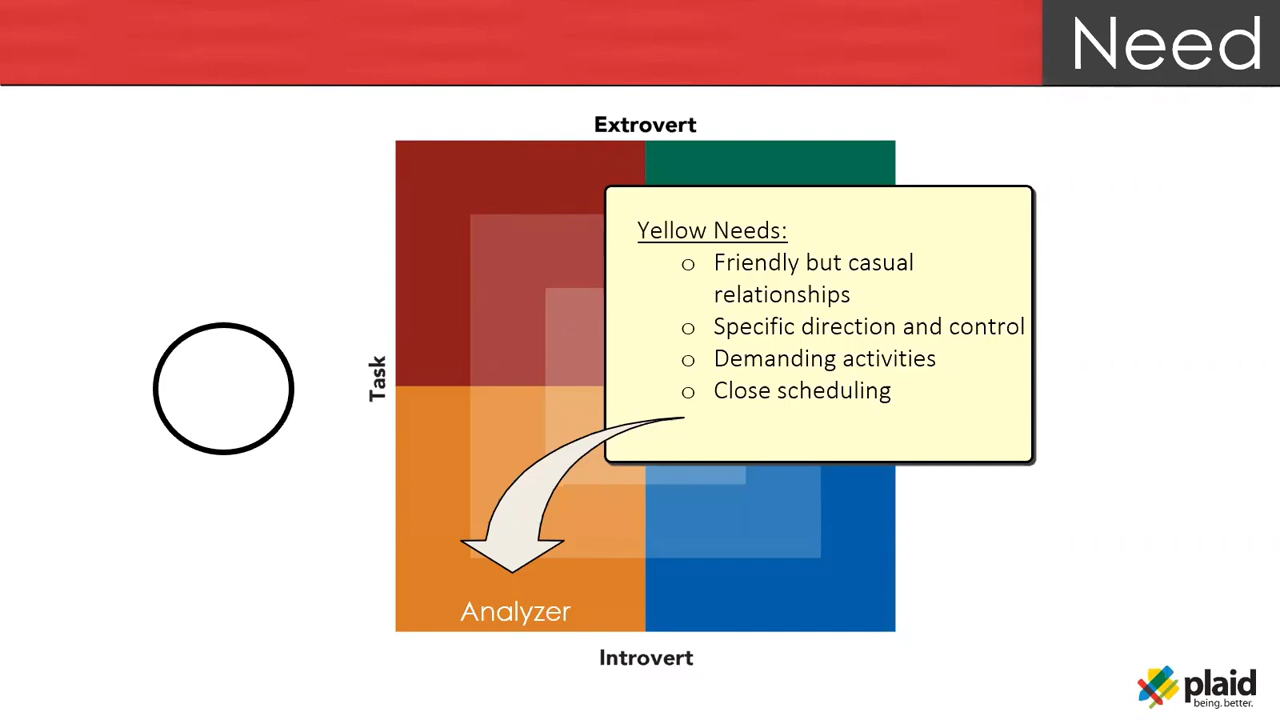 Need
Extrovert
Yellow Needs:
o Friendly but casual
relationships
o Specific direction and control
o Demanding activities
o Close scheduling
Task
Analyzer
Introvert
plaid
being. better.